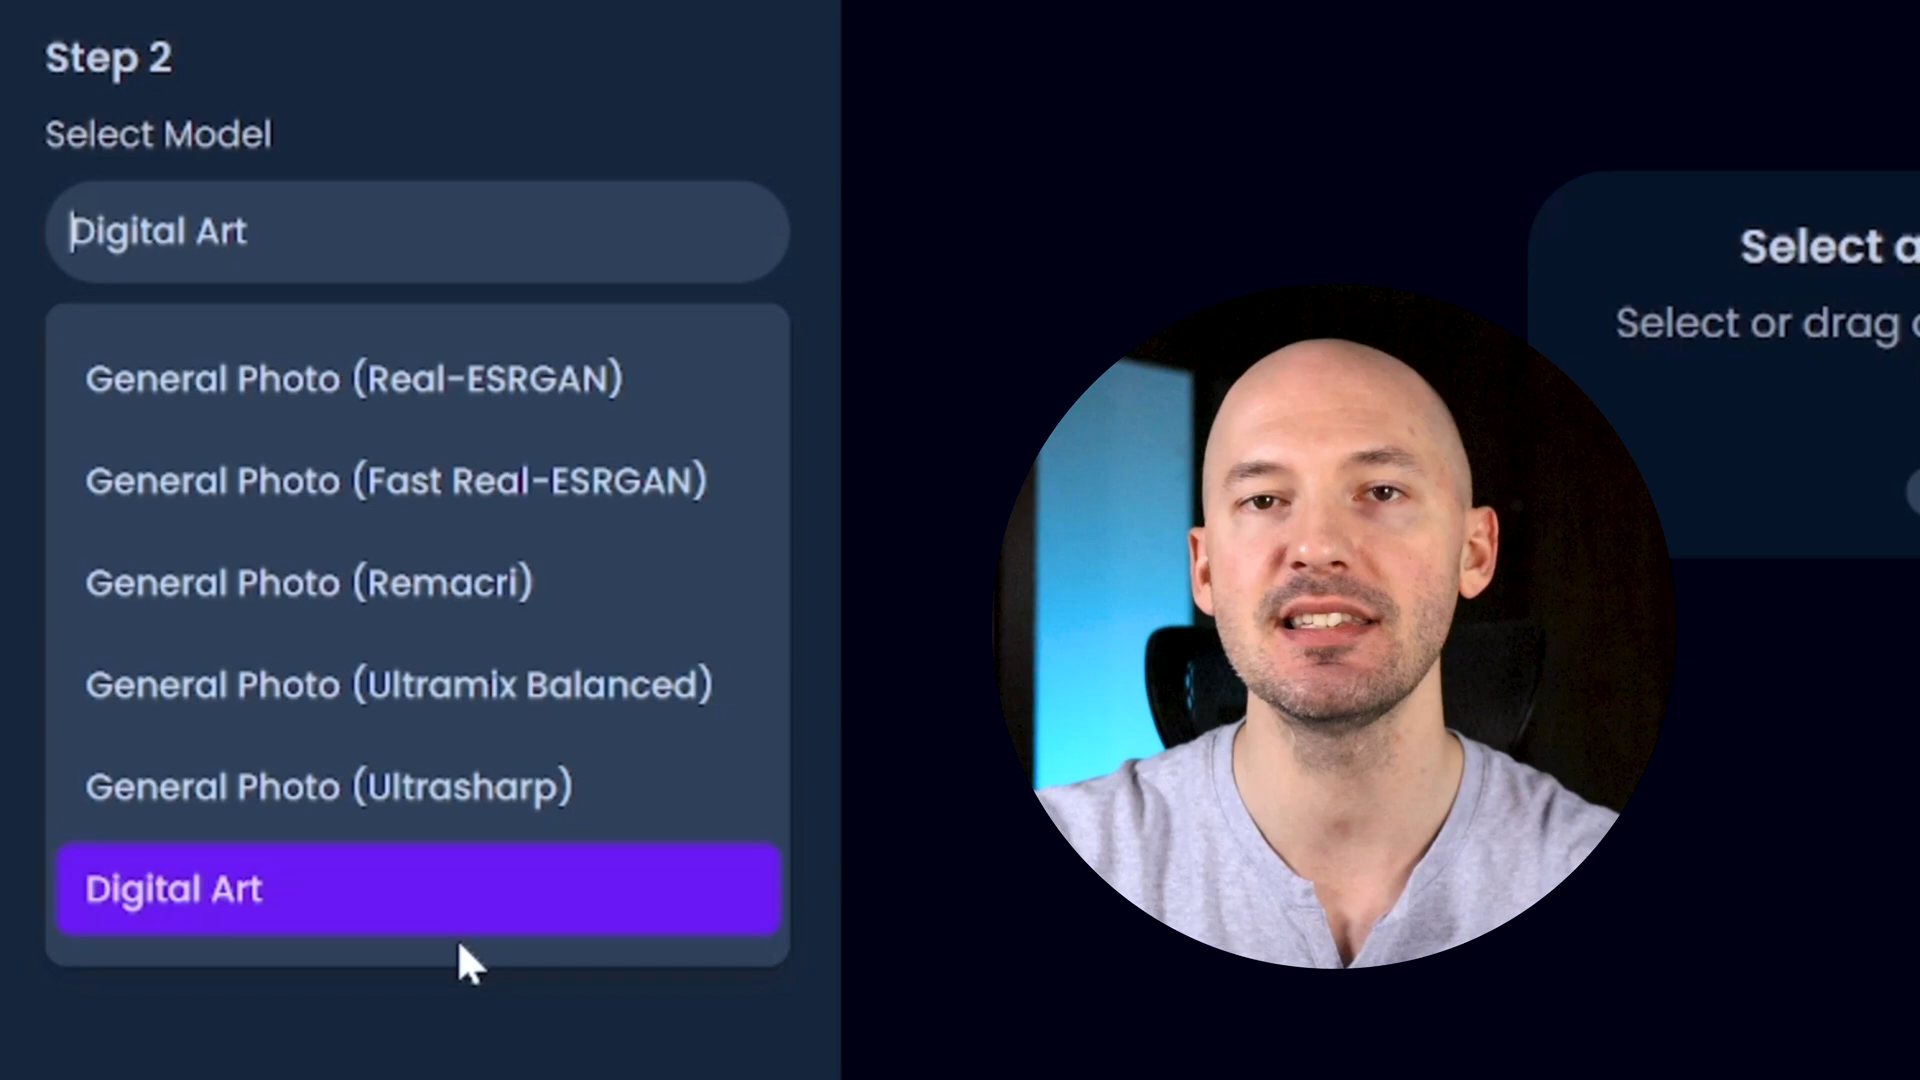 Step 2
Select Model
Digital Art
General Photo (Real-ESRGAN)
General Photo (Fast Real-ESRGAN)
General Photo (Remacri)
General Photo (Ultramix Balanced)
General Photo (Ultrasharp)
Digital Art
Select a
Select or drag